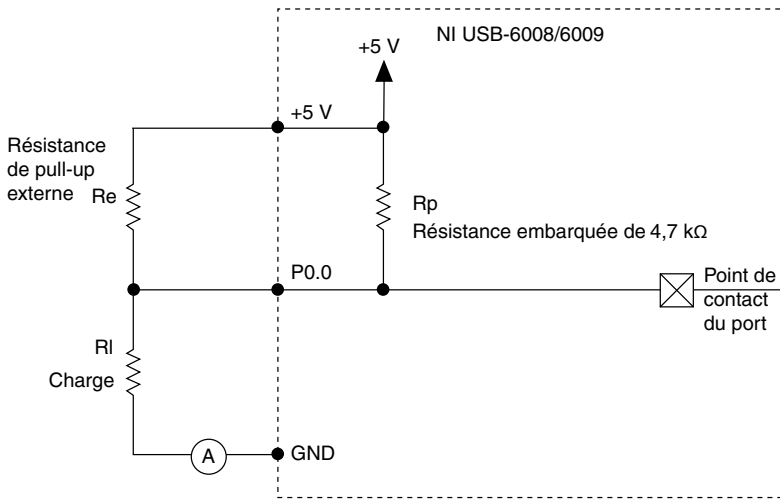 NI USB-6008/6009
+5 V
+5 V
Résistance
de pull-up
externe
Re
Rp
Résistance embarquée de 4,7 kΩ
P0.0
Point de
contact
du port
Rl
Charge
A
GND